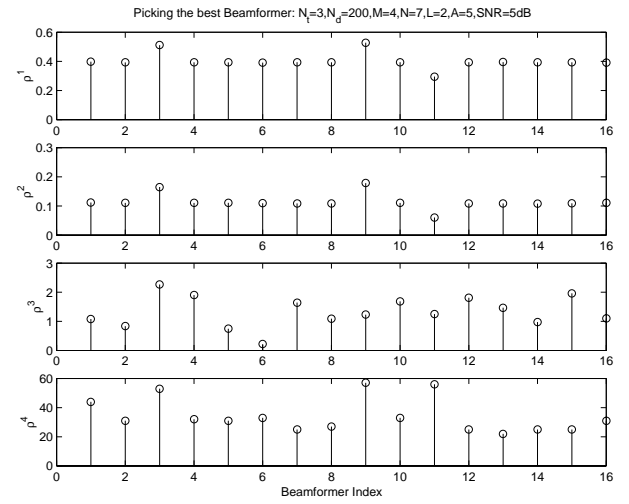 Picking the best Beamformer: N_t=3,N_d=200,M=4,N=7,L=2,A=5,SNR=5dB
0.6
0.4
0.2
0
ρ^1
0 2 4 6 8 10 12 14 16
0.3
0.2
0.1
0
ρ^2
0 2 4 6 8 10 12 14 16
3
2
1
0
ρ^3
0 2 4 6 8 10 12 14 16
60
40
20
0
ρ^4
0 2 4 6 8 10 12 14 16
Beamformer Index